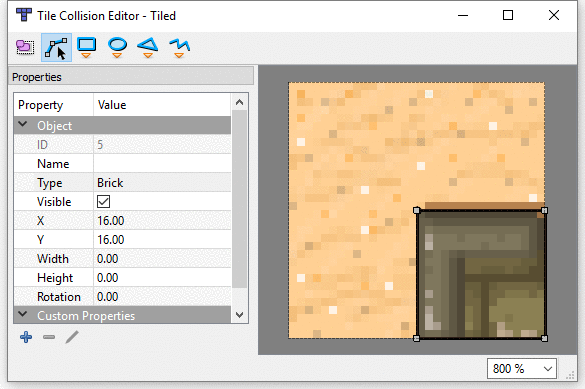 Tile Collision Editor - Tiled
Properties
Property Value
Object
ID 5
Name
Type Brick
Visible
X 16.00
Y 16.00
Width 0.00
Height 0.00
Rotation 0.00
Custom Properties
800 %